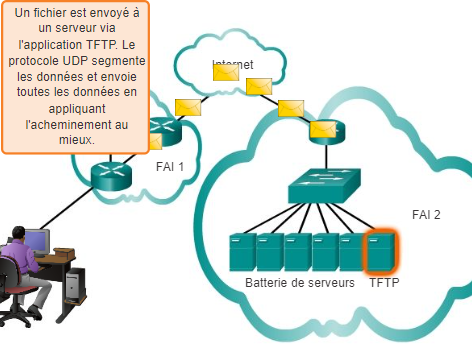 Un fichier est envoyé à
un serveur via
l'application TFTP. Le
protocole UDP segmente
les données et envoie
toutes les données en
appliquant
l'acheminement au
mieux.
Internet
FAI 1
FAI 2
Batterie de serveurs
TFTP